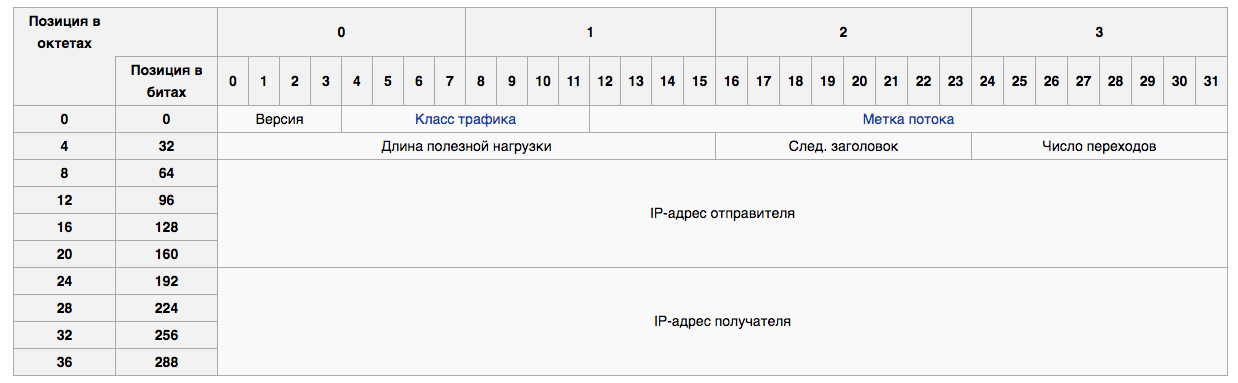 Позиция в октетах 0 1 2 3
Позиция в битах 0 1 2 3 4 5 6 7 8 9 10 11 12 13 14 15 16 17 18 19 20 21 22 23 24 25 26 27 28 29 30 31
0 0 Версия Класс трафика Метка потока
4 32 Длина полезной нагрузки След. заголовок Число переходов
8 64
12 96
IP-адрес отправителя
16 128
20 160
24 192
28 224
IP-адрес получателя
32 256
36 288